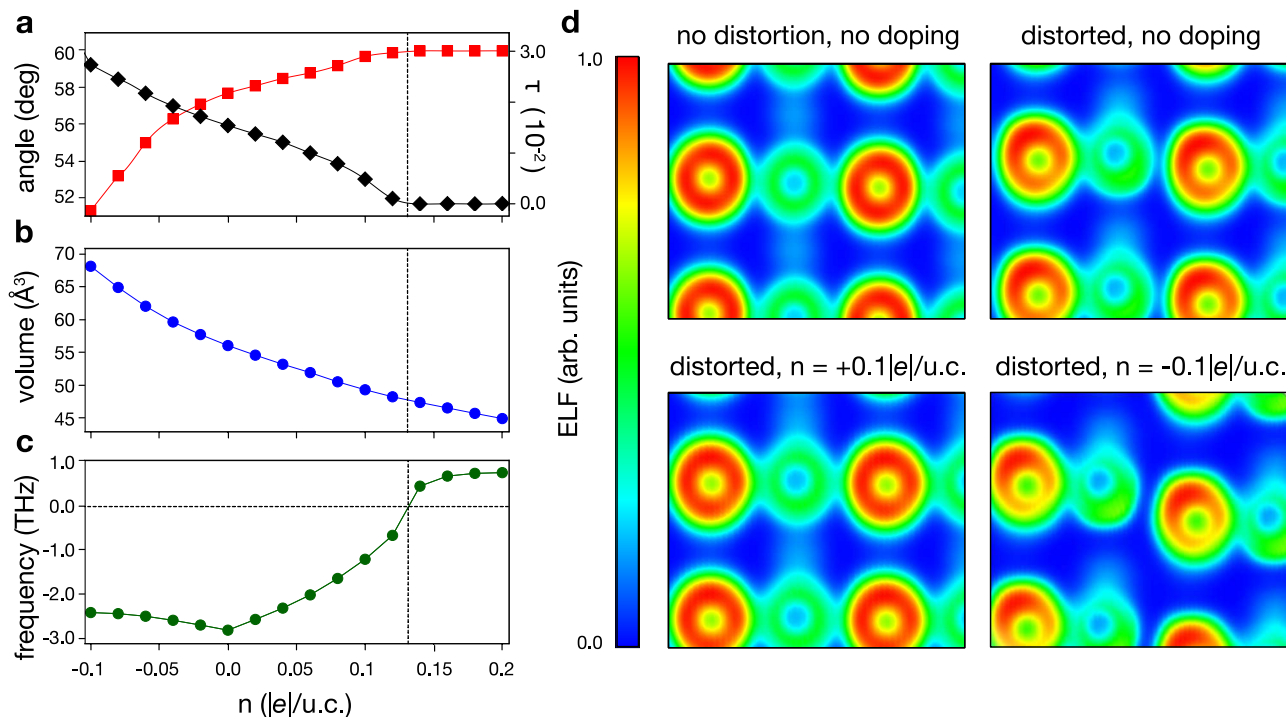 a
60
58
56
54
52
angle (deg)
3.0
0.0
τ (10⁻²)
b
70
65
60
55
50
45
volume (Å³)
c
1.0
0.0
-1.0
-2.0
-3.0
frequency (THz)
-0.1
-0.05
0.0
0.05
0.1
0.15
0.2
n (|e|/u.c.)
d
1.0
0.0
ELF (arb. units)
no distortion, no doping
distorted, no doping
distorted, n = +0.1|e|/u.c.
distorted, n = -0.1|e|/u.c.